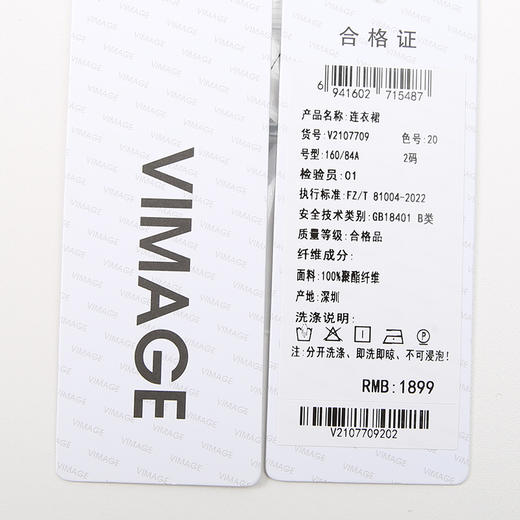 VIMAGE
合格证
6 941602 715487
产品名称: 连衣裙
货号: V2107709 色号: 20
号型: 160/84A 2码
检验员: 01
执行标准: FZ/T 81004-2022
安全技术类别: GB18401 B类
质量等级: 合格品
纤维成分:
面料: 100%聚酯纤维
产地: 深圳
洗涤说明:
注: 分开洗涤、即洗即晾、不可浸泡!
RMB: 1899
V2107709202